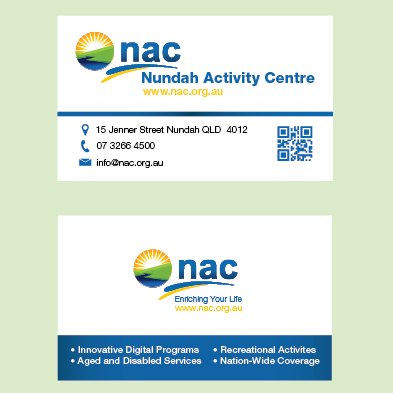 nac
Nundah Activity Centre
www.nac.org.au
15 Jenner Street Nundah QLD 4012
07 3266 4500
info@nac.org.au
nac
Enriching Your Life
www.nac.org.au
• Innovative Digital Programs • Recreational Activites
• Aged and Disabled Services • Nation-Wide Coverage